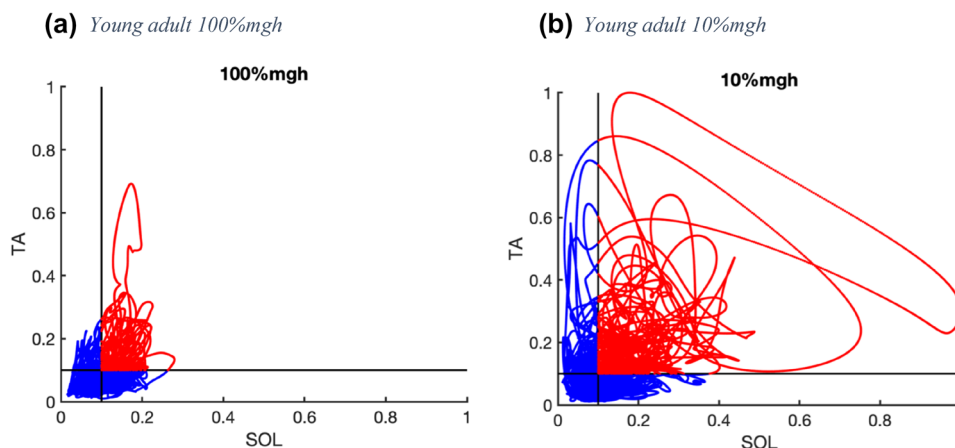 (a) Young adult 100%mgh
100%mgh
1
0.8
0.6
0.4
0.2
0
TA
0 0.2 0.4 0.6 0.8 1
SOL
(b) Young adult 10%mgh
10%mgh
1
0.8
0.6
0.4
0.2
0
TA
0 0.2 0.4 0.6 0.8
SOL